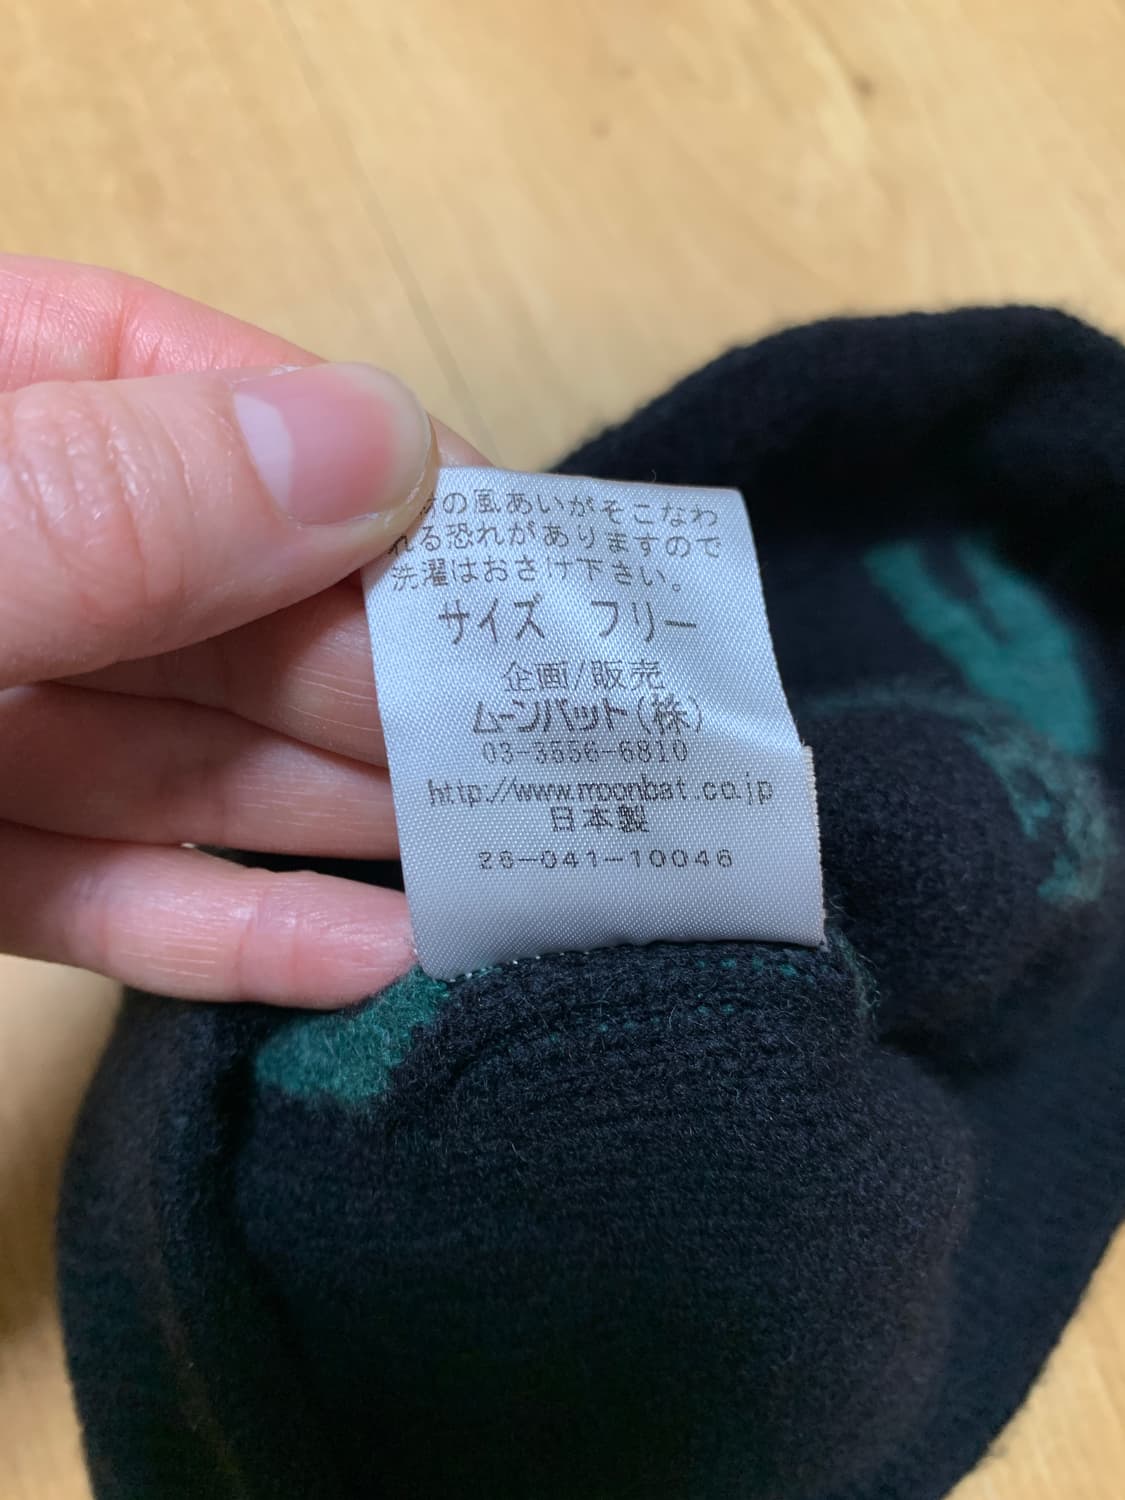 の風あいがそこなわ
れる恐れがありますので
洗濯はおさけ下さい。
サイズ フリー
企画/販売
ムーンバット(株)
03-3556-6810
http://www.moonbat.co.jp
日本製
26-041-10046